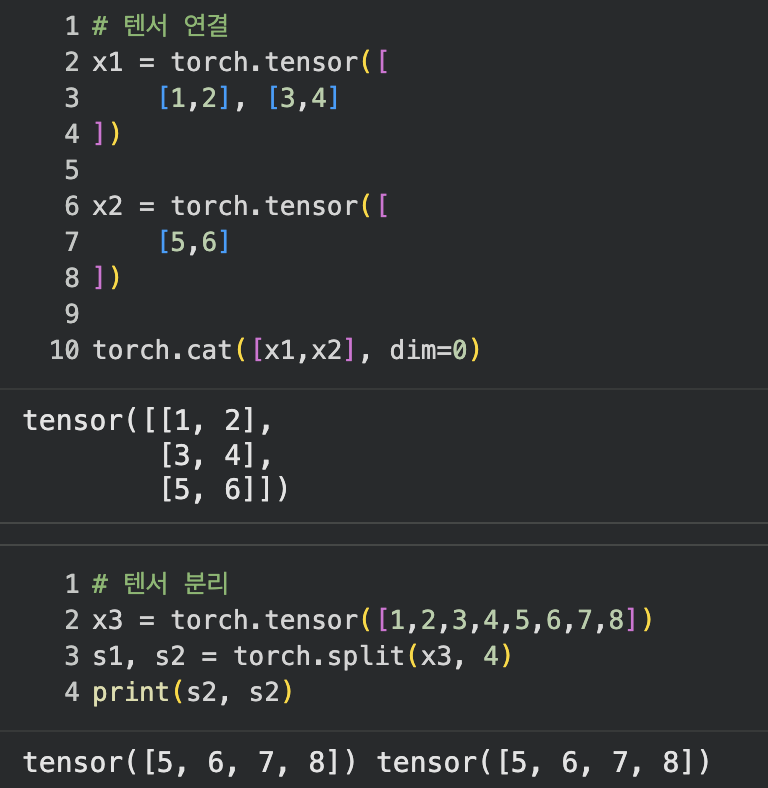 1 # 텐서 연결
2 x1 = torch.tensor([
3     [1,2], [3,4]
4 ])
5
6 x2 = torch.tensor([
7     [5,6]
8 ])
9
10 torch.cat([x1,x2], dim=0)
tensor([[1, 2],
        [3, 4],
        [5, 6]])
1 # 텐서 분리
2 x3 = torch.tensor([1,2,3,4,5,6,7,8])
3 s1, s2 = torch.split(x3, 4)
4 print(s2, s2)
tensor([5, 6, 7, 8]) tensor([5, 6, 7, 8])